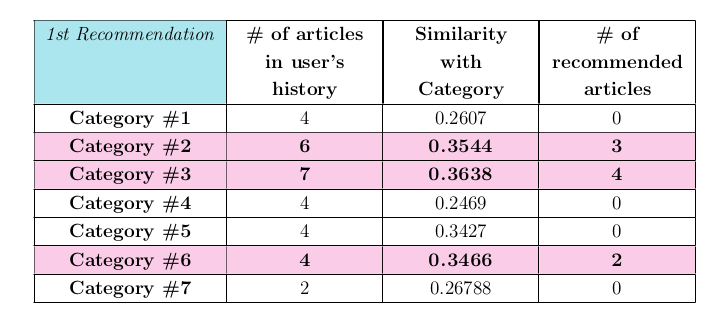 1st Recommendation # of articles in user's history Similarity with Category # of recommended articles
Category #1 4 0.2607 0
Category #2 6 0.3544 3
Category #3 7 0.3638 4
Category #4 4 0.2469 0
Category #5 4 0.3427 0
Category #6 4 0.3466 2
Category #7 2 0.26788 0